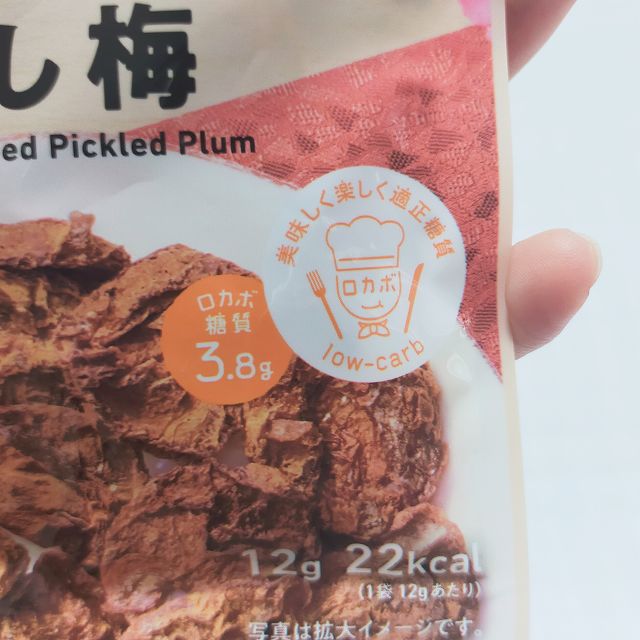 し梅
ed Pickled Plum
美味しく楽しく適正糖質
ロカボ
low-carb
ロカボ
糖質
3.8g
12g 22kcal
(1袋 12gあたり)
写真は拡大イメージです。